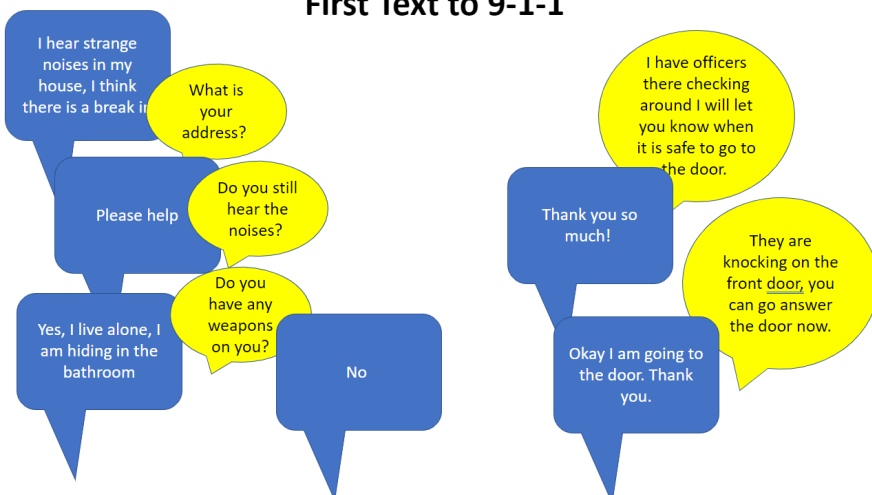 First Text to 9-1-1
I hear strange
noises in my
house, I think
there is a break in
What is
your
address?
Please help
Do you still
hear the
noises?
Yes, I live alone, I
am hiding in the
bathroom
Do you
have any
weapons
on you?
No
I have officers
there checking
around I will let
you know when
it is safe to go to
the door.
Thank you so
much!
They are
knocking on the
front door, you
can go answer
the door now.
Okay I am going to
the door. Thank
you.